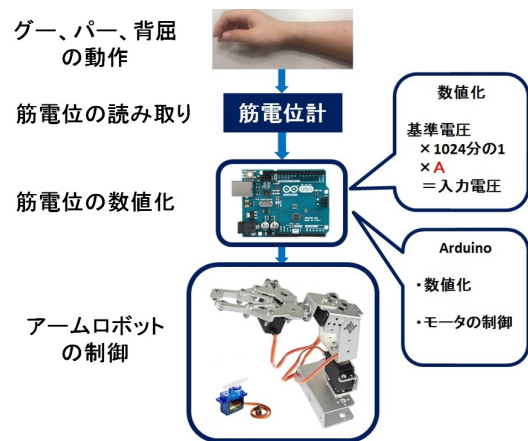 グー、パー、背屈
の動作
筋電位の読み取り
筋電位計
数値化
基準電圧
×1024分の1
×A
＝入力電圧
筋電位の数値化
Arduino
・数値化
・モータの制御
アームロボット
の制御